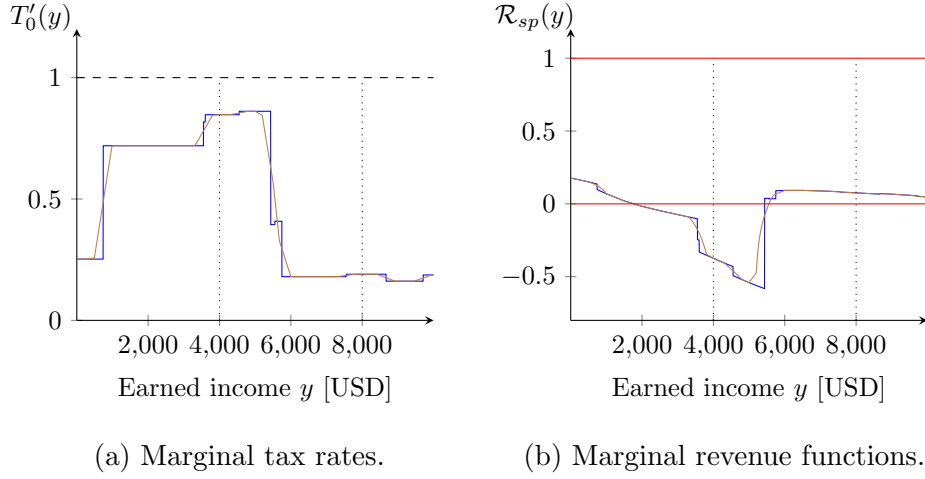 T′₀(y)
1
0.5
0
2,000 4,000 6,000 8,000
Earned income y [USD]
(a) Marginal tax rates.
ℛsp(y)
1
0.5
0
−0.5
2,000 4,000 6,000 8,000
Earned income y [USD]
(b) Marginal revenue functions.